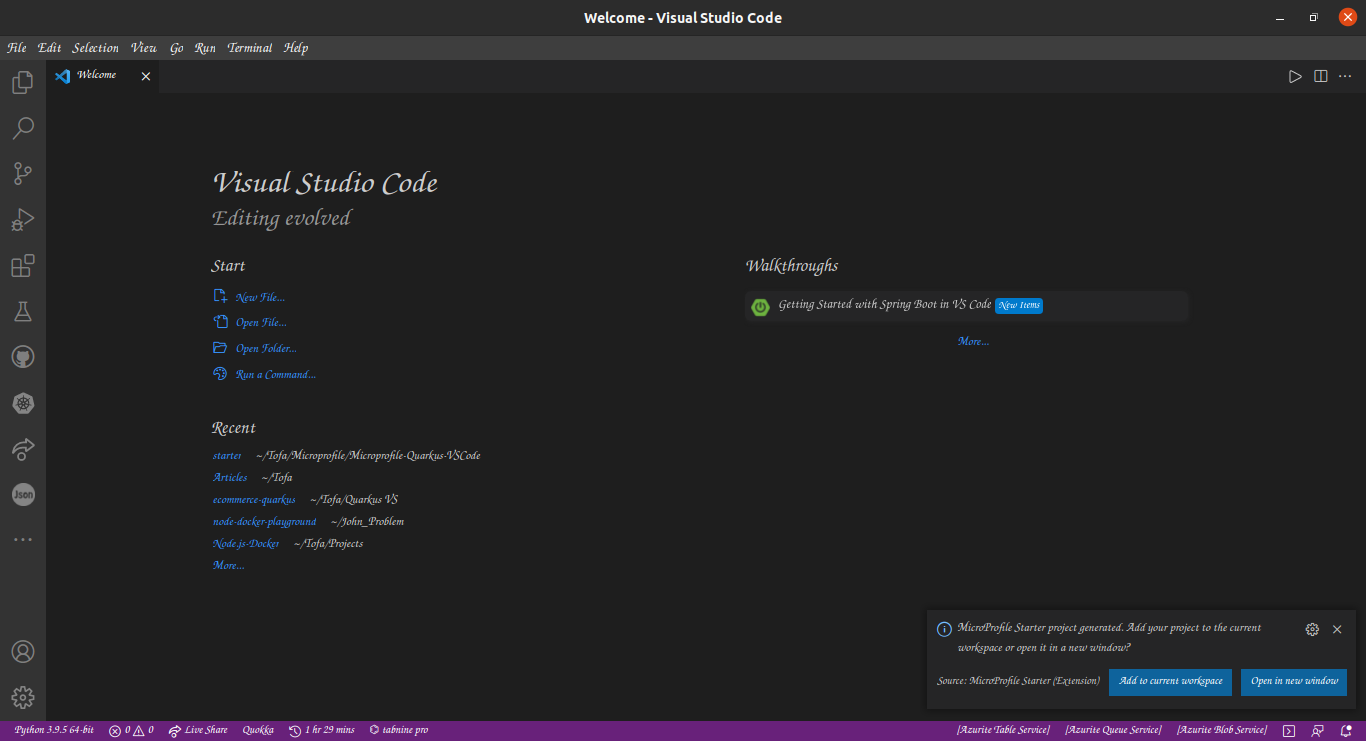 Welcome - Visual Studio Code
File Edit Selection View Go Run Terminal Help
Welcome
Visual Studio Code
Editing evolved
Start
New File...
Open File...
Open Folder...
Run a Command...
Recent
starter ~/Tofa/Microprofile/Microprofile-Quarkus-VSCode
Articles ~/Tofa
ecommerce-quarkus ~/Tofa/Quarkus VS
node-docker-playground ~/John_Problem
Node.js-Docker ~/Tofa/Projects
More...
Walkthroughs
Getting Started with Spring Boot in VS Code New Items
More...
Json
MicroProfile Starter project generated. Add your project to the current
workspace or open it in a new window?
Source: MicroProfile Starter (Extension) Add to current workspace Open in new window
Python 3.9.5 64-bit 0 0 Live Share Quokka 1 hr 29 mins tabnine pro [Azurite Table Service] [Azurite Queue Service] [Azurite Blob Service]